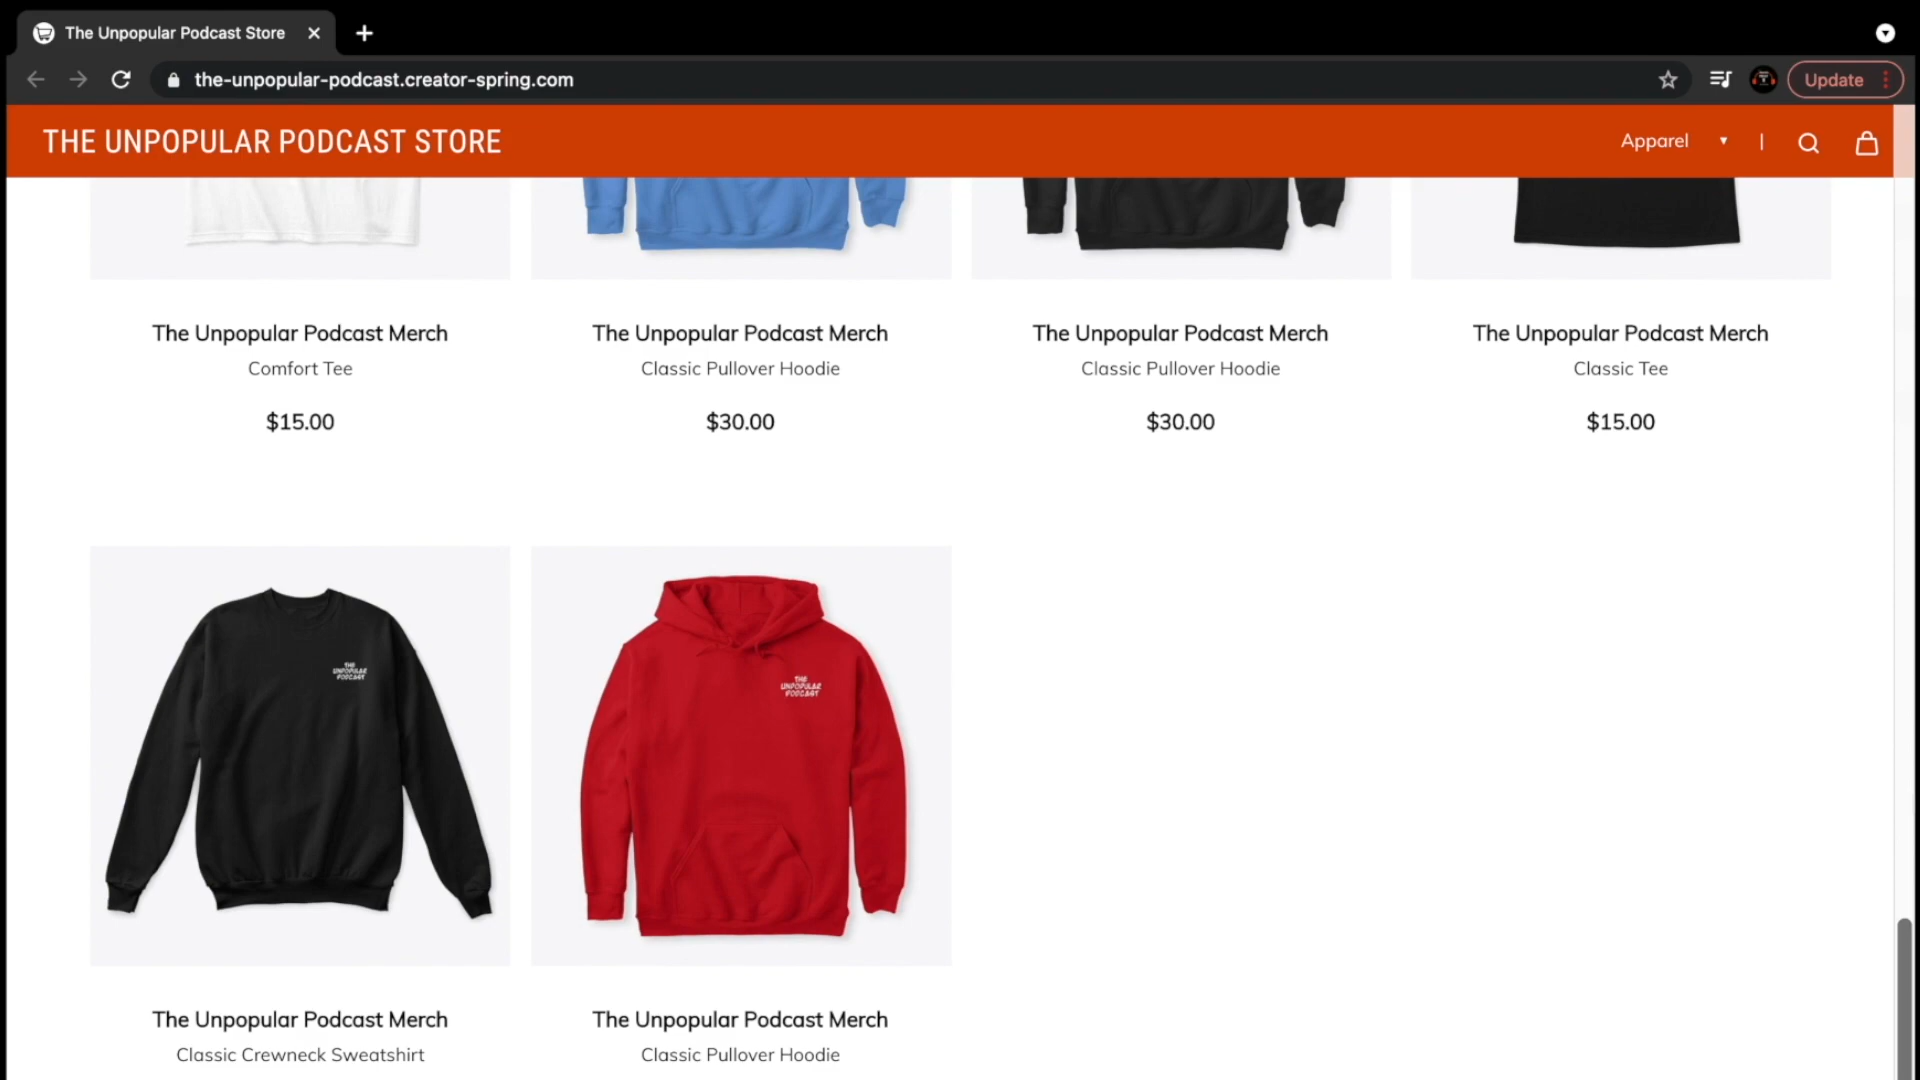 The Unpopular Podcast Store
the-unpopular-podcast.creator-spring.com
Update
THE UNPOPULAR PODCAST STORE
Apparel
The Unpopular Podcast Merch
Comfort Tee
$15.00
The Unpopular Podcast Merch
Classic Pullover Hoodie
$30.00
The Unpopular Podcast Merch
Classic Pullover Hoodie
$30.00
The Unpopular Podcast Merch
Classic Tee
$15.00
THE
UNPOPULAR
PODCAST
The Unpopular Podcast Merch
Classic Crewneck Sweatshirt
THE
UNPOPULAR
PODCAST
The Unpopular Podcast Merch
Classic Pullover Hoodie